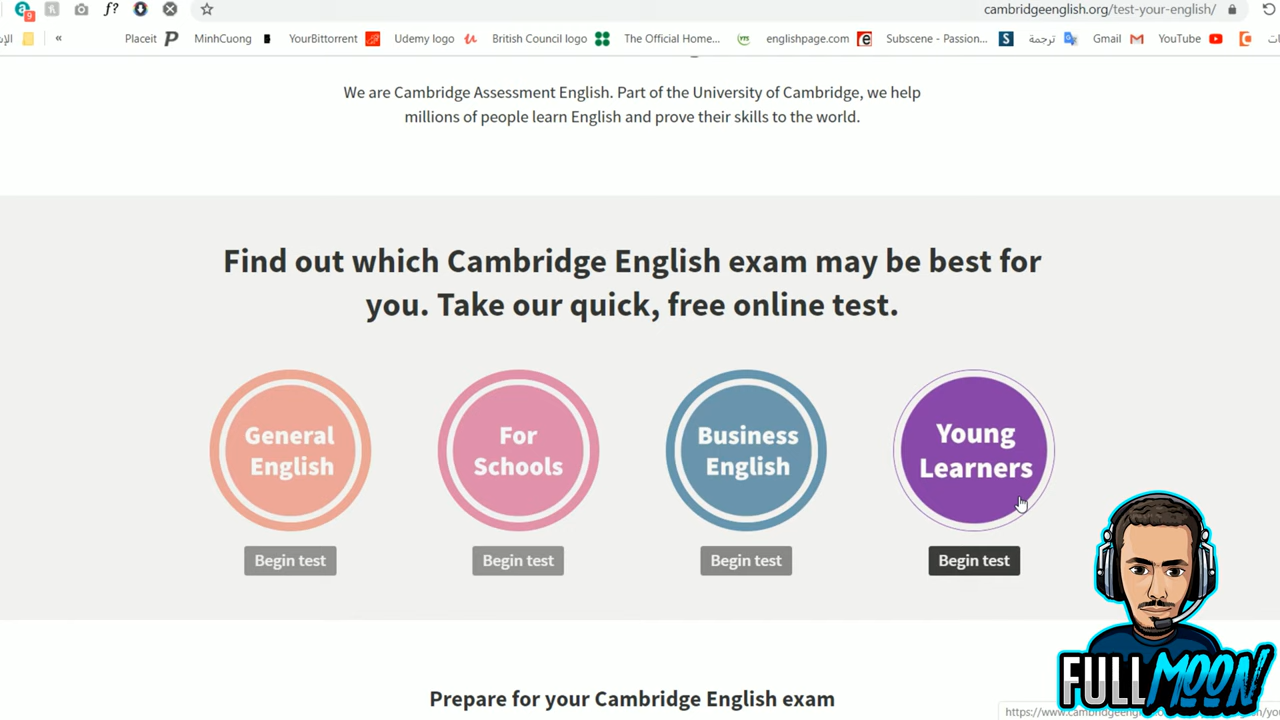 9
f?
cambridgeenglish.org/test-your-english/
«
Placeit
MinhCuong
YourBittorrent
Udemy logo
British Council logo
The Official Home...
englishpage.com
Subscene - Passion...
ترجمة
Gmail
YouTube
We are Cambridge Assessment English. Part of the University of Cambridge, we help
millions of people learn English and prove their skills to the world.
Find out which Cambridge English exam may be best for
you. Take our quick, free online test.
General
English
For
Schools
Business
English
Young
Learners
Begin test
Begin test
Begin test
Begin test
Prepare for your Cambridge English exam
FULLMOON